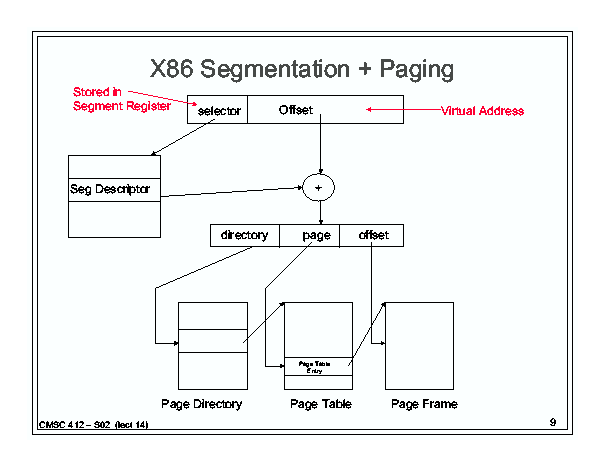 X86 Segmentation + Paging
Stored in
Segment Register
selector
Offset
Virtual Address
Seg Descriptor
+
directory
page
offset
Page Table
Entry
Page Directory
Page Table
Page Frame
CMSC 412 – S02 (lect 14)
9